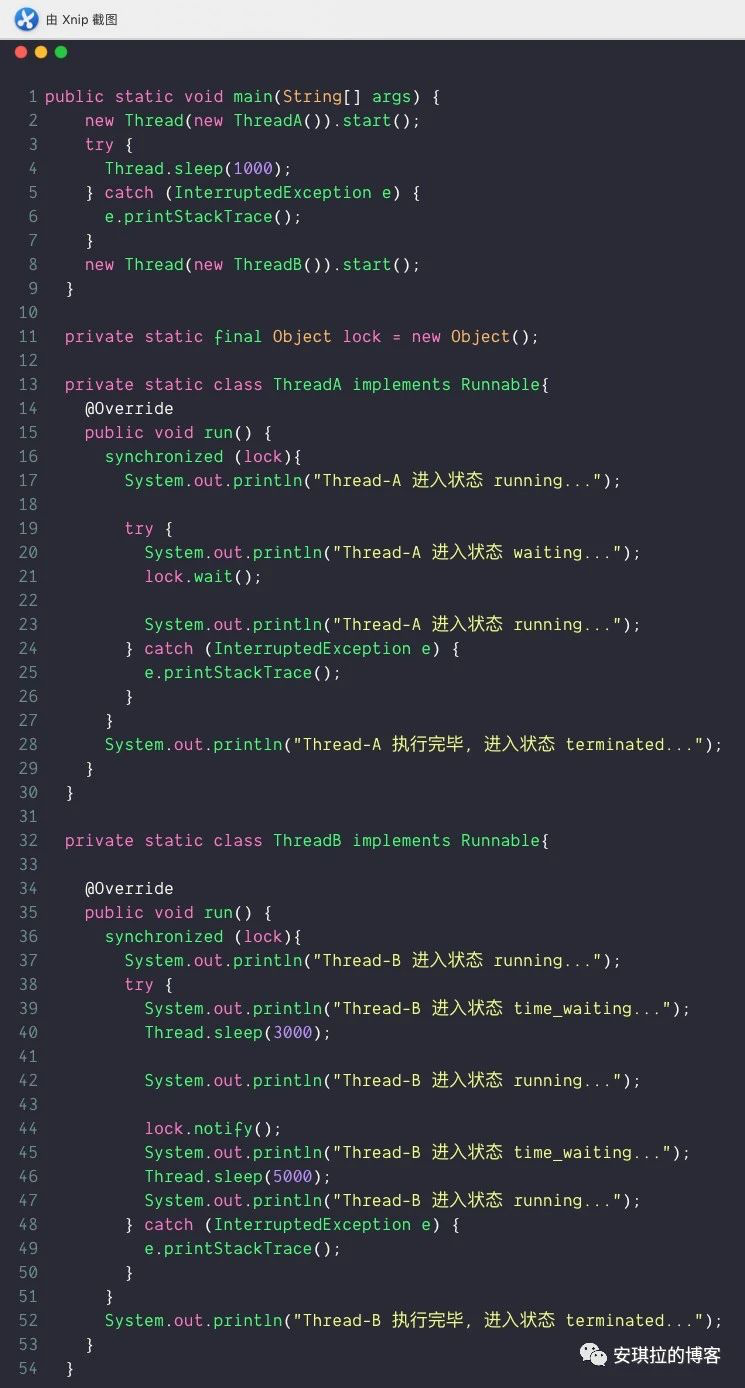 由 Xnip 截图
1 public static void main(String[] args) {
2     new Thread(new ThreadA()).start();
3     try {
4       Thread.sleep(1000);
5     } catch (InterruptedException e) {
6       e.printStackTrace();
7     }
8     new Thread(new ThreadB()).start();
9   }
10
11   private static final Object lock = new Object();
12
13   private static class ThreadA implements Runnable{
14     @Override
15     public void run() {
16       synchronized (lock){
17         System.out.println("Thread-A 进入状态 running...");
18
19         try {
20           System.out.println("Thread-A 进入状态 waiting...");
21           lock.wait();
22
23           System.out.println("Thread-A 进入状态 running...");
24         } catch (InterruptedException e) {
25           e.printStackTrace();
26         }
27       }
28       System.out.println("Thread-A 执行完毕, 进入状态 terminated...");
29     }
30   }
31
32   private static class ThreadB implements Runnable{
33
34     @Override
35     public void run() {
36       synchronized (lock){
37         System.out.println("Thread-B 进入状态 running...");
38         try {
39           System.out.println("Thread-B 进入状态 time_waiting...");
40           Thread.sleep(3000);
41
42           System.out.println("Thread-B 进入状态 running...");
43
44           lock.notify();
45           System.out.println("Thread-B 进入状态 time_waiting...");
46           Thread.sleep(5000);
47           System.out.println("Thread-B 进入状态 running...");
48         } catch (InterruptedException e) {
49           e.printStackTrace();
50         }
51       }
52       System.out.println("Thread-B 执行完毕, 进入状态 terminated...");
53     }
54   }
安琪拉的博客